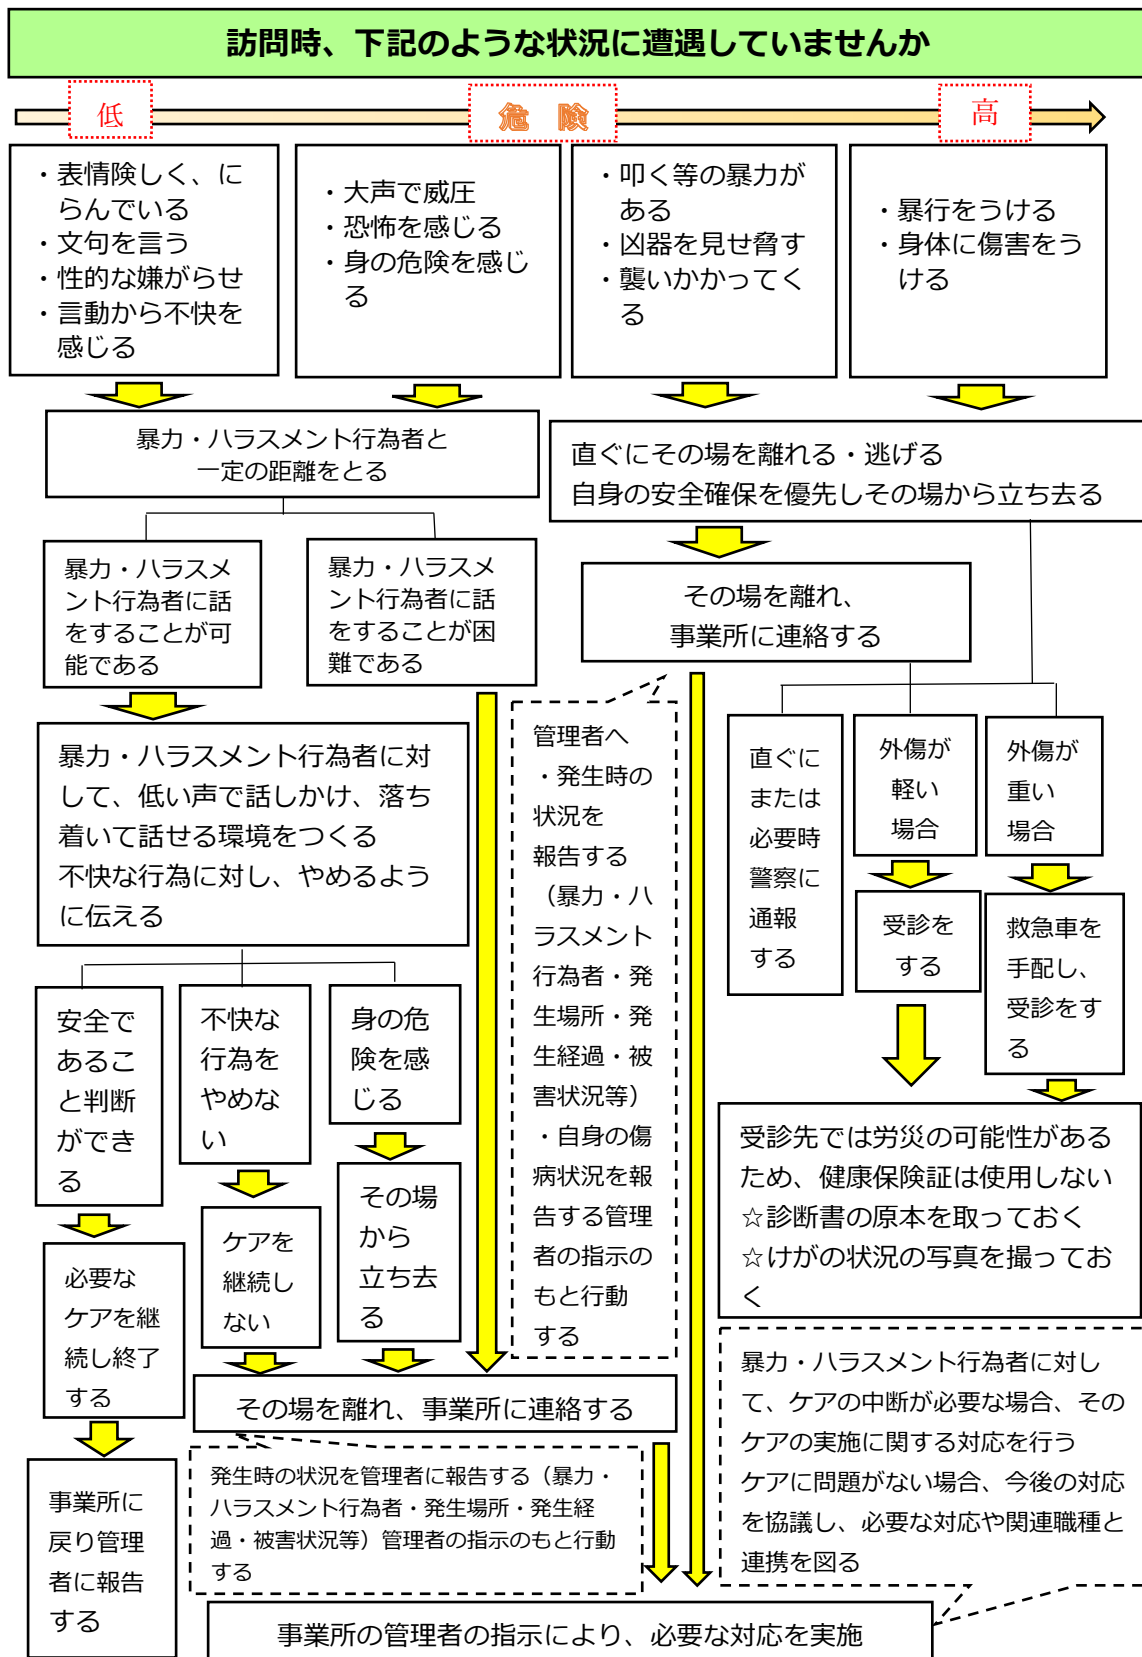 訪問時、下記のような状況に遭遇していませんか
低
危 険
高
・表情険しく、に
らんでいる
・文句を言う
・性的な嫌がらせ
・言動から不快を
感じる
・大声で威圧
・恐怖を感じる
・身の危険を感じ
る
・叩く等の暴力が
ある
・凶器を見せ脅す
・襲いかかってく
る
・暴行をうける
・身体に傷害をう
ける
暴力・ハラスメント行為者と
一定の距離をとる
直ぐにその場を離れる・逃げる
自身の安全確保を優先しその場から立ち去る
暴力・ハラスメ
ント行為者に話
をすることが可
能である
暴力・ハラスメ
ント行為者に話
をすることが困
難である
その場を離れ、
事業所に連絡する
暴力・ハラスメント行為者に対
して、低い声で話しかけ、落ち
着いて話せる環境をつくる
不快な行為に対し、やめるよう
に伝える
管理者へ
・発生時の
状況を
報告する
（暴力・ハ
ラスメント
行為者・発
生場所・発
生経過・被
害状況等）
・自身の傷
病状況を報
告する管理
者の指示の
もと行動
する
直ぐに
または
必要時
警察に
通報
する
外傷が
軽い
場合
外傷が
重い
場合
受診を
する
救急車を
手配し、
受診をす
る
安全で
あるこ
と判断
ができ
る
不快な
行為を
やめな
い
身の危
険を感
じる
その場
から
立ち去
る
ケアを
継続し
ない
必要な
ケアを継
続し終了
する
受診先では労災の可能性がある
ため、健康保険証は使用しない
☆診断書の原本を取っておく
☆けがの状況の写真を撮ってお
く
その場を離れ、事業所に連絡する
発生時の状況を管理者に報告する（暴力・
ハラスメント行為者・発生場所・発生経
過・被害状況等）管理者の指示のもと行動
する
事業所に
戻り管理
者に報告
する
暴力・ハラスメント行為者に対し
て、ケアの中断が必要な場合、その
ケアの実施に関する対応を行う
ケアに問題がない場合、今後の対応
を協議し、必要な対応や関連職種と
連携を図る
事業所の管理者の指示により、必要な対応を実施